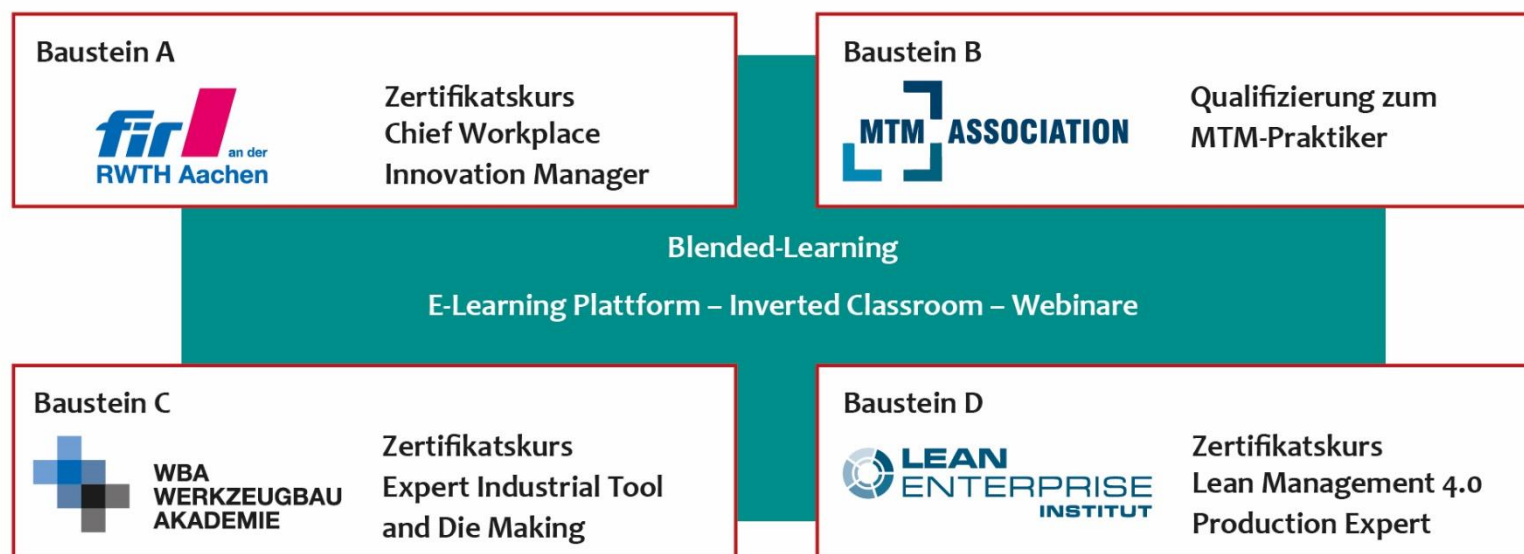 Baustein A
fir
an der
RWTH Aachen
Zertifikatskurs
Chief Workplace
Innovation Manager
Baustein B
MTM ASSOCIATION
Qualifizierung zum
MTM-Praktiker
Blended-Learning
E-Learning Plattform – Inverted Classroom – Webinare
Baustein C
WBA
WERKZEUGBAU
AKADEMIE
Zertifikatskurs
Expert Industrial Tool
and Die Making
Baustein D
LEAN
ENTERPRISE
INSTITUT
Zertifikatskurs
Lean Management 4.0
Production Expert